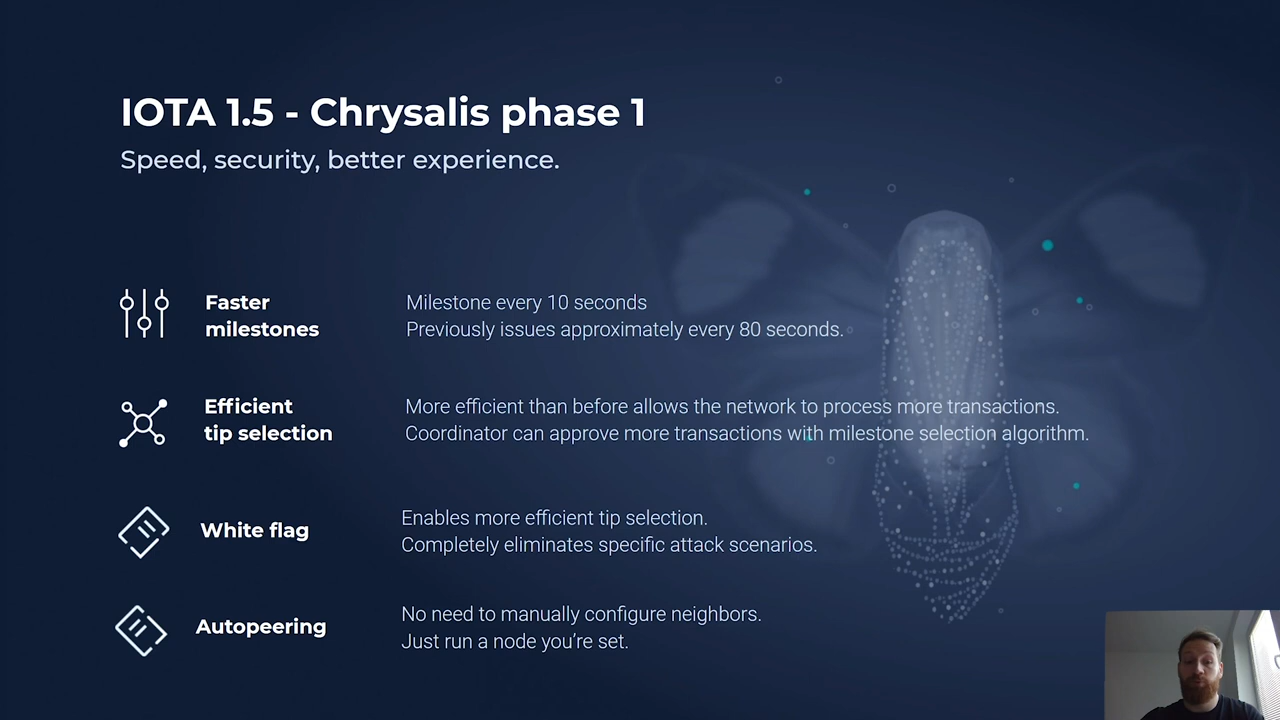 IOTA 1.5 - Chrysalis phase 1
Speed, security, better experience.
Faster
milestones
Milestone every 10 seconds
Previously issues approximately every 80 seconds.
Efficient
tip selection
More efficient than before allows the network to process more transactions.
Coordinator can approve more transactions with milestone selection algorithm.
White flag
Enables more efficient tip selection.
Completely eliminates specific attack scenarios.
Autopeering
No need to manually configure neighbors.
Just run a node you're set.